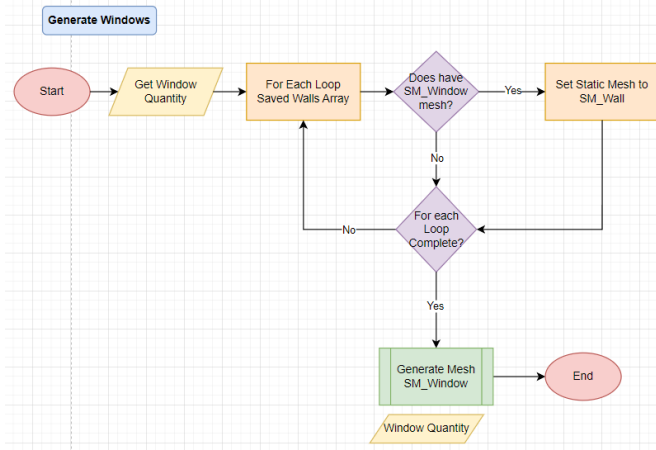 Generate Windows
Start
Get Window
Quantity
For Each Loop
Saved Walls Array
Does have
SM_Window
mesh?
Yes
Set Static Mesh to
SM_Wall
No
For each
Loop
Complete?
No
Yes
Generate Mesh
SM_Window
End
Window Quantity